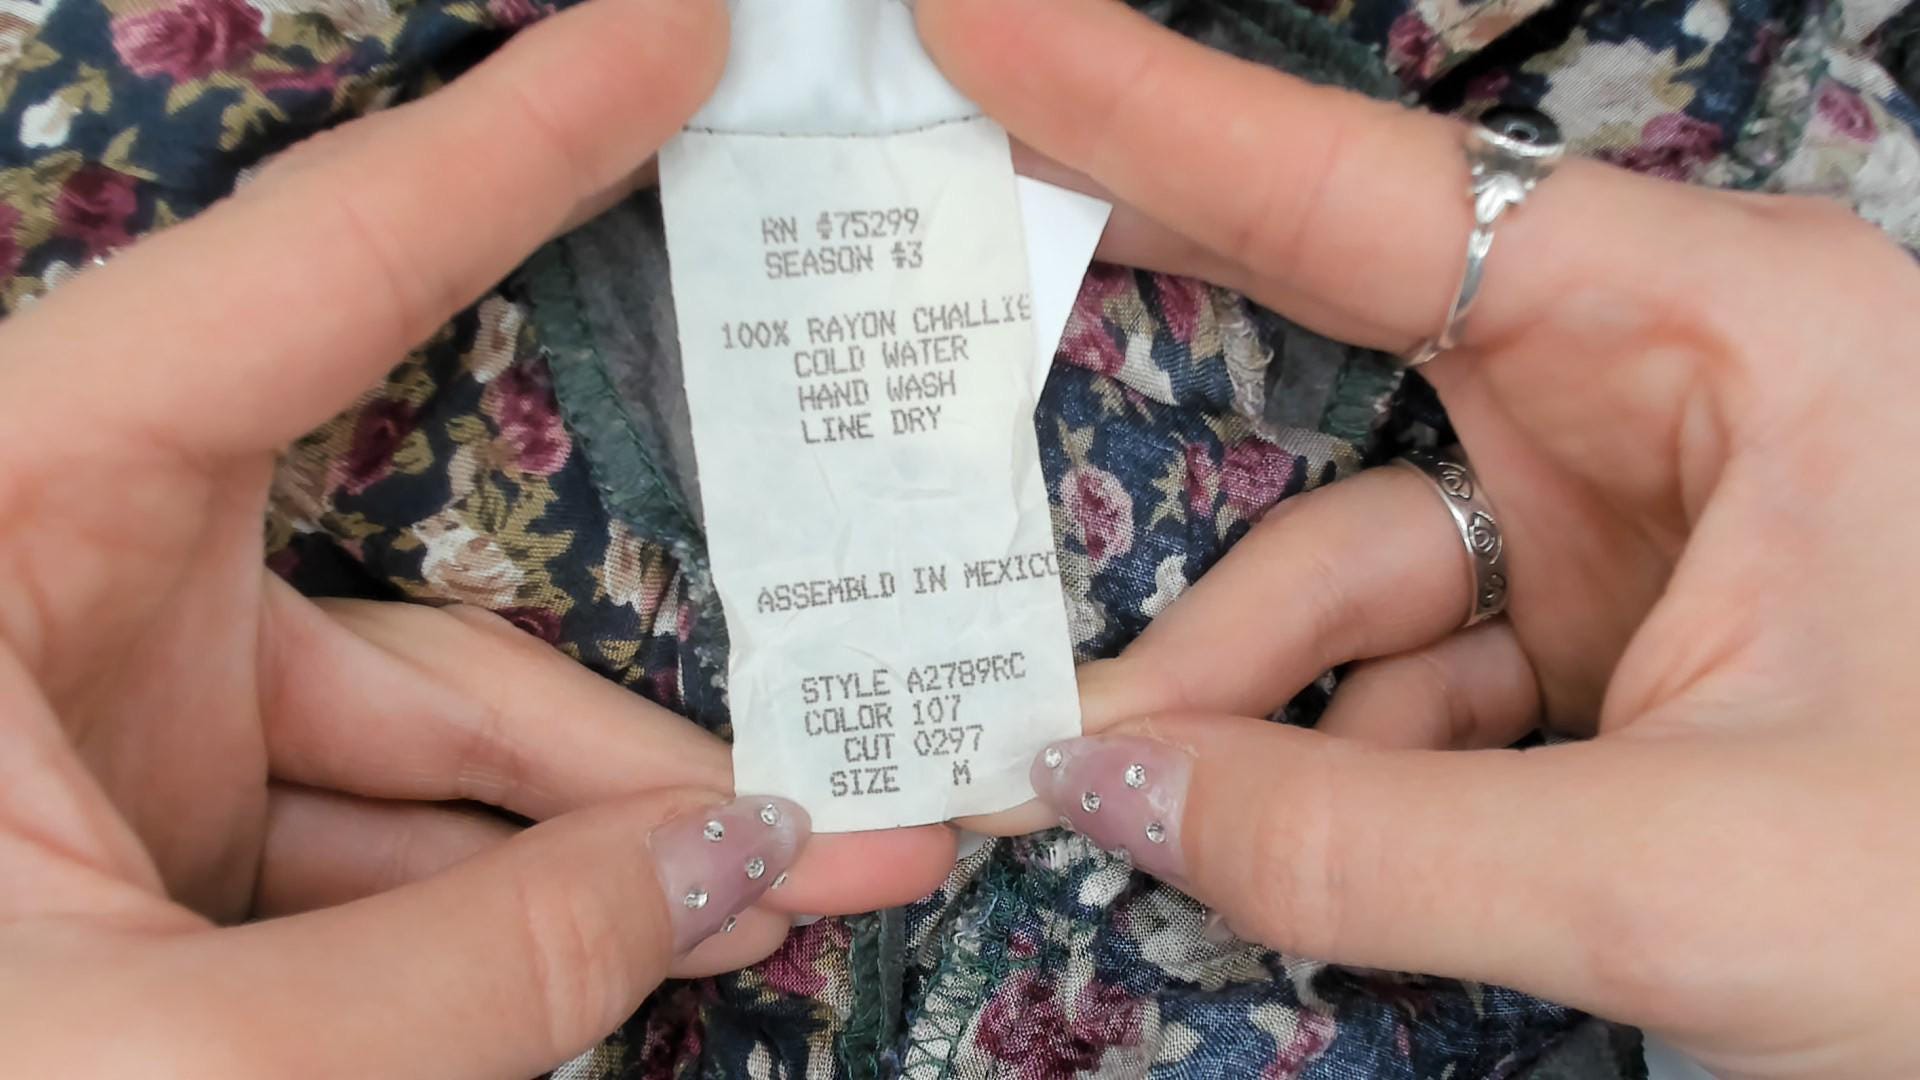 RN #75299
SEASON #3
100% RAYON CHALLIS
COLD WATER
HAND WASH
LINE DRY
ASSEMBLD IN MEXICO
STYLE A2789RC
COLOR 107
CUT 0297
SIZE M